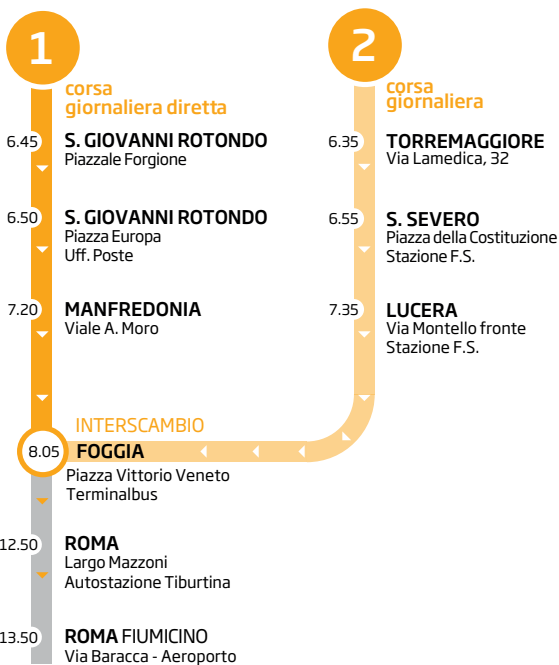 1
corsa
giornaliera diretta
6.45 S. GIOVANNI ROTONDO
Piazzale Forgione
6.50 S. GIOVANNI ROTONDO
Piazza Europa
Uff. Poste
7.20 MANFREDONIA
Viale A. Moro
2
corsa
giornaliera
6.35 TORREMAGGIORE
Via Lamedica, 32
6.55 S. SEVERO
Piazza della Costituzione
Stazione F.S.
7.35 LUCERA
Via Montello fronte
Stazione F.S.
INTERSCAMBIO
8.05 FOGGIA
Piazza Vittorio Veneto
Terminalbus
12.50 ROMA
Largo Mazzoni
Autostazione Tiburtina
13.50 ROMA FIUMICINO
Via Baracca - Aeroporto